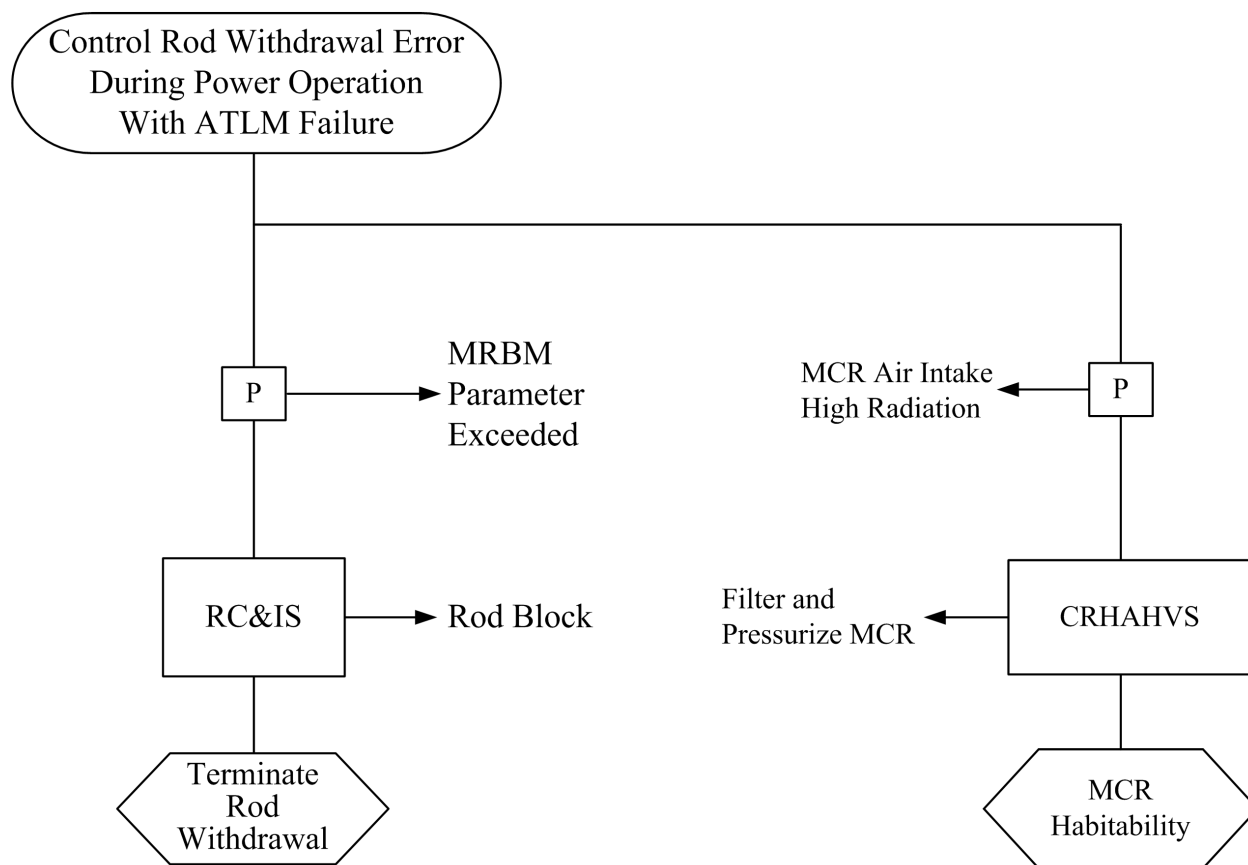 Control Rod Withdrawal Error
During Power Operation
With ATLM Failure
P
MRBM
Parameter
Exceeded
MCR Air Intake
High Radiation
P
RC&IS
Rod Block
Filter and
Pressurize MCR
CRHAHVS
Terminate
Rod
Withdrawal
MCR
Habitability